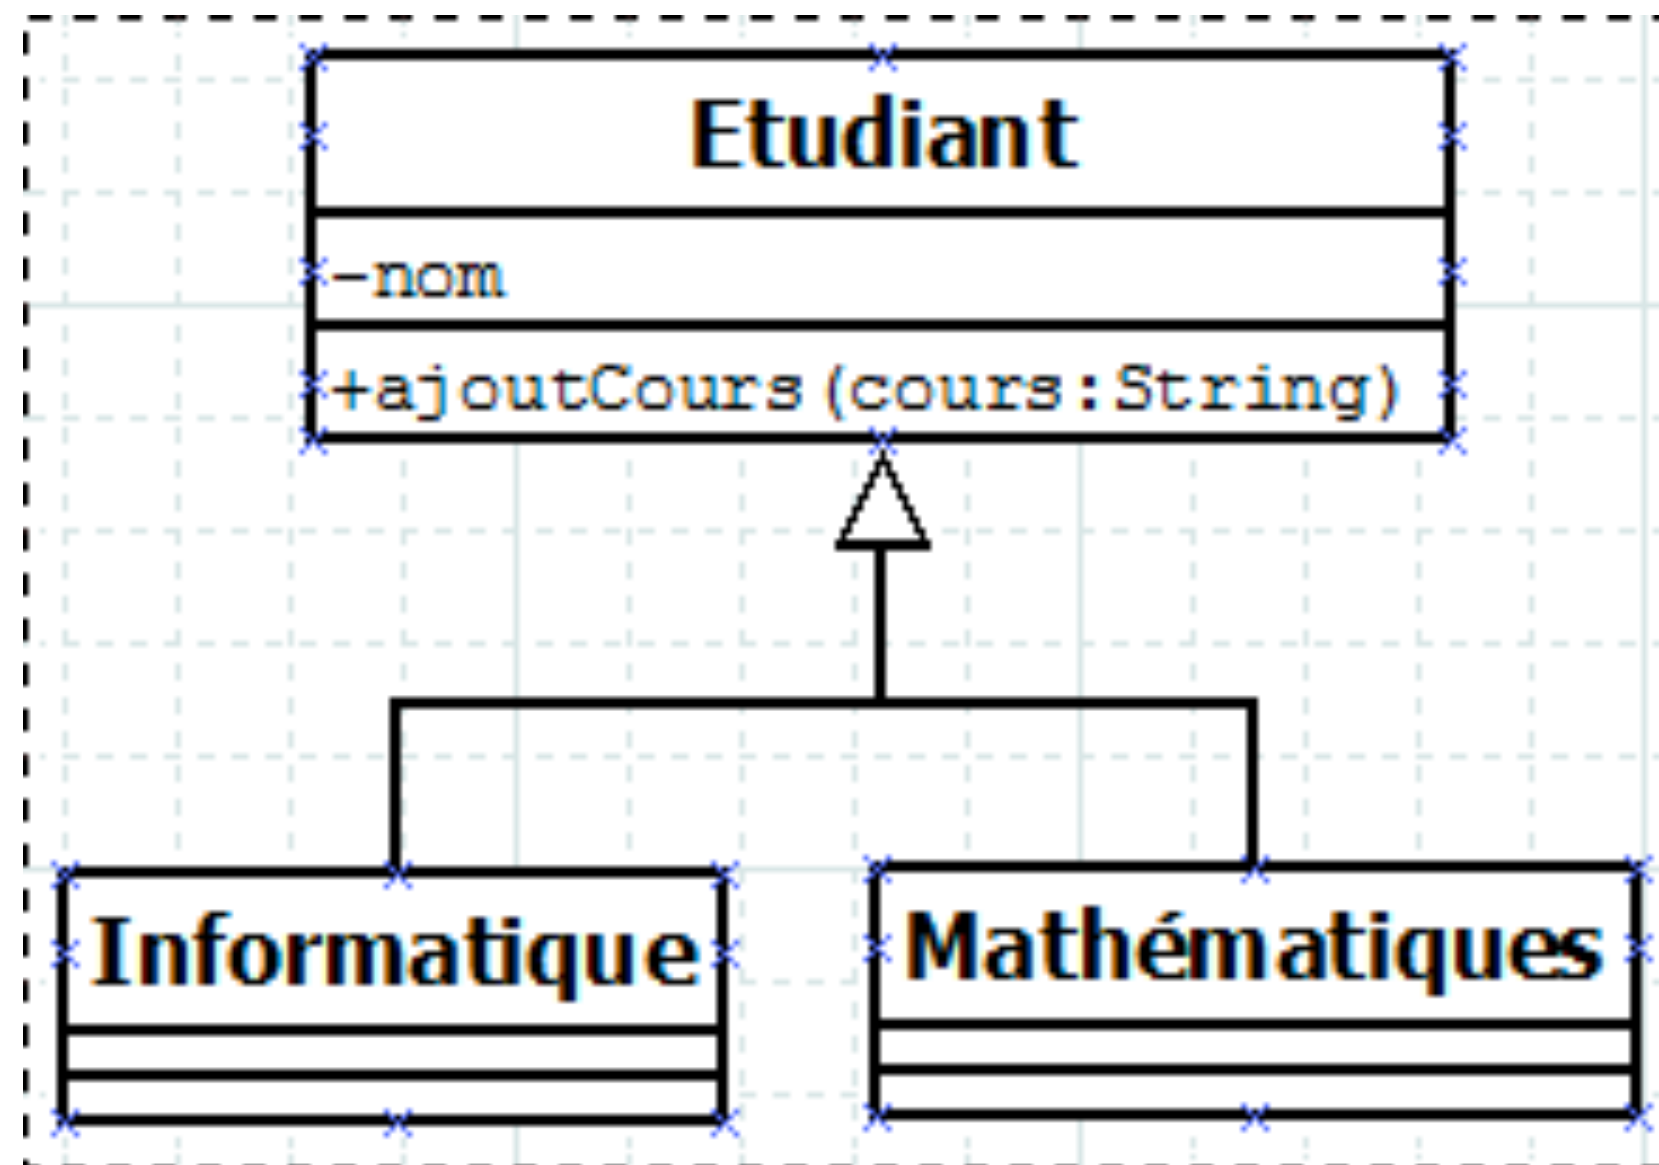 Etudiant
-nom
+ajoutCours(cours:String)
Informatique
Mathématiques